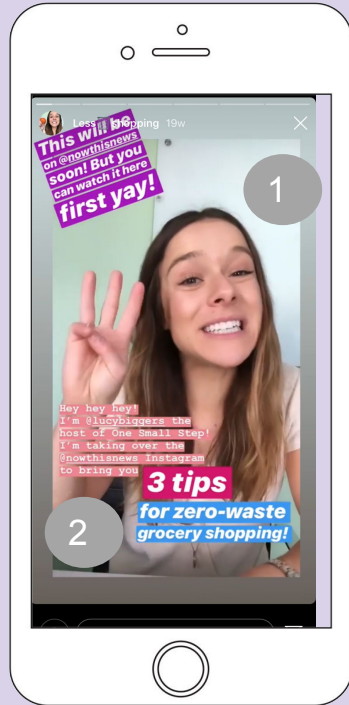 Less shopping 19w
This will be
on @nowthisnews
soon! But you
can watch it here
first yay!
1
Hey hey hey!
I'm @lucybiggers the
host of One Small Step!
I'm taking over the
@nowthisnews Instagram
to bring you
3 tips
for zero-waste
grocery shopping!
2